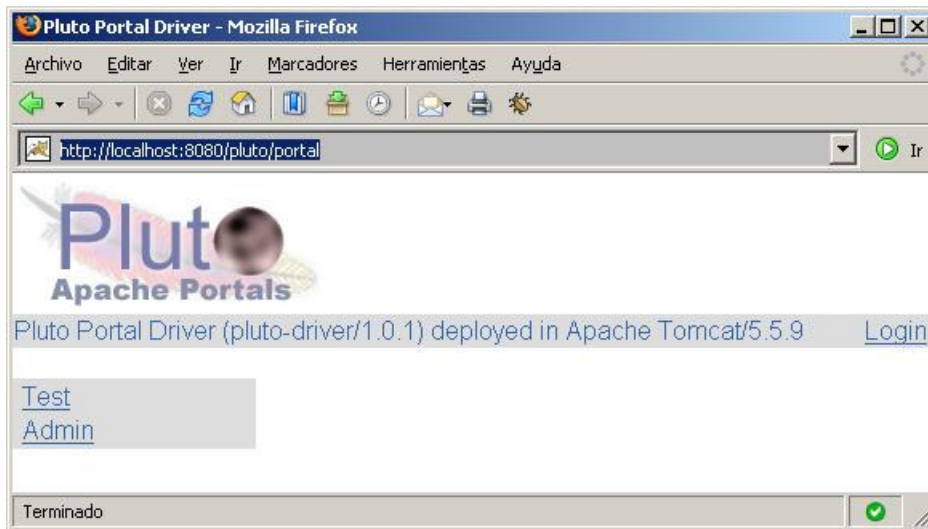 Pluto Portal Driver - Mozilla Firefox
Archivo Editar Ver Ir Marcadores Herramientas Ayuda
http://localhost:8080/pluto/portal Ir
Pluto
Apache Portals
Pluto Portal Driver (pluto-driver/1.0.1) deployed in Apache Tomcat/5.5.9 Login
Test
Admin
Terminado